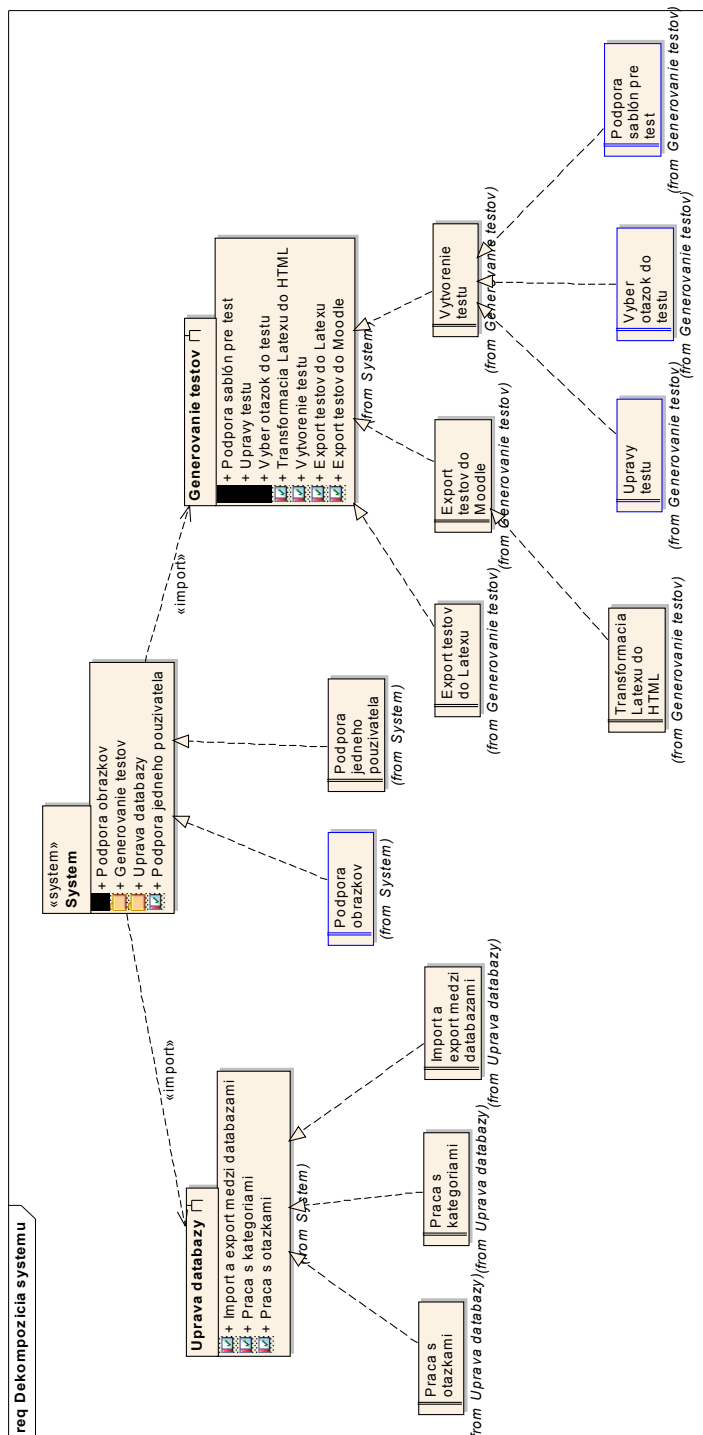 req Dekompozicia systemu
«system»
System
+ Podpora obrazkov
+ Generovanie testov
+ Uprava databazy
+ Podpora jedneho pouzivatela
«import»
«import»
Uprava databazy
+ Import a export medzi databazami
+ Praca s kategoriami
+ Praca s otazkami
(from System)
Generovanie testov
+ Podpora sablón pre test
+ Upravy testu
+ Vyber otazok do testu
+ Transformacia Latexu do HTML
+ Vytvorenie testu
+ Export testov do Latexu
+ Export testov do Moodle
(from System)
Podpora
obrazkov
(from System)
Podpora
jedneho
pouzivatela
(from System)
Praca s
otazkami
(from Uprava databazy)
Praca s
kategoriami
(from Uprava databazy)
Import a
export medzi
databazami
(from Uprava databazy)
Export testov
do Latexu
(from Generovanie testov)
Export
testov do
Moodle
(from Generovanie testov)
Vytvorenie
testu
(from Generovanie testov)
Transformacia
Latexu do
HTML
(from Generovanie testov)
Upravy
testu
(from Generovanie testov)
Vyber
otazok do
testu
(from Generovanie testov)
Podpora
sablón pre
test
(from Generovanie testov)